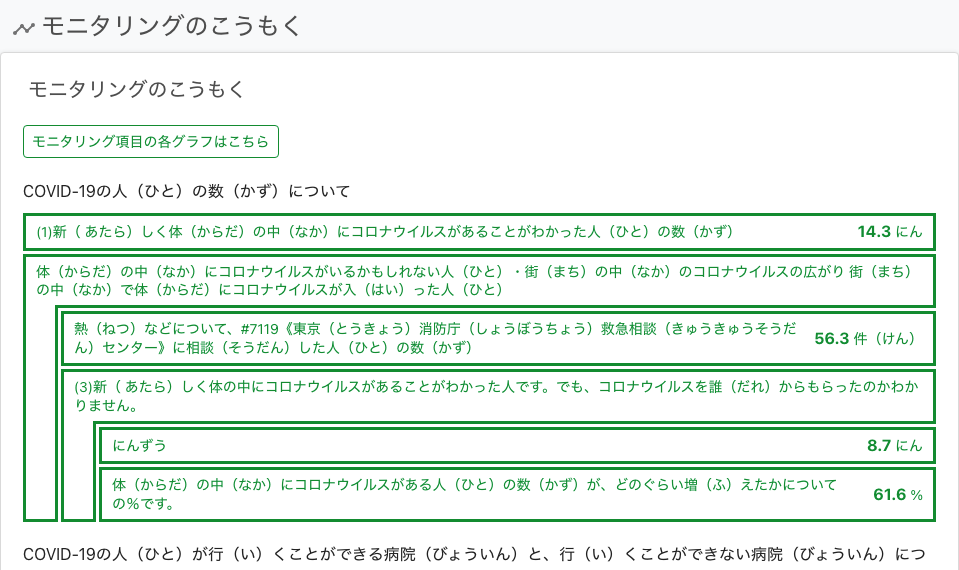 モニタリングのこうもく
モニタリングのこうもく
モニタリング項目の各グラフはこちら
COVID-19の人（ひと）の数（かず）について
(1)新（ あたら）しく体（からだ）の中（なか）にコロナウイルスがあることがわかった人（ひと）の数（かず） 14.3 にん
体（からだ）の中（なか）にコロナウイルスがいるかもしれない人（ひと）・街（まち）の中（なか）のコロナウイルスの広がり 街（まち）
の中（なか）で体（からだ）にコロナウイルスが入（はい）った人（ひと）
熱（ねつ）などについて、#7119《東京（とうきょう）消防庁（しょうぼうちょう）救急相談（きゅうきゅうそうだ
ん）センター》に相談（そうだん）した人（ひと）の数（かず） 56.3 件（けん）
(3)新（ あたら）しく体の中にコロナウイルスがあることがわかった人です。でも、コロナウイルスを誰（だれ）からもらったのかわか
りません。
にんずう 8.7 にん
体（からだ）の中（なか）にコロナウイルスがある人（ひと）の数（かず）が、どのぐらい増（ふ）えたかについて
の%です。 61.6 %
COVID-19の人（ひと）が行（い）くことができる病院（びょういん）と、行（い）くことができない病院（びょういん）につ